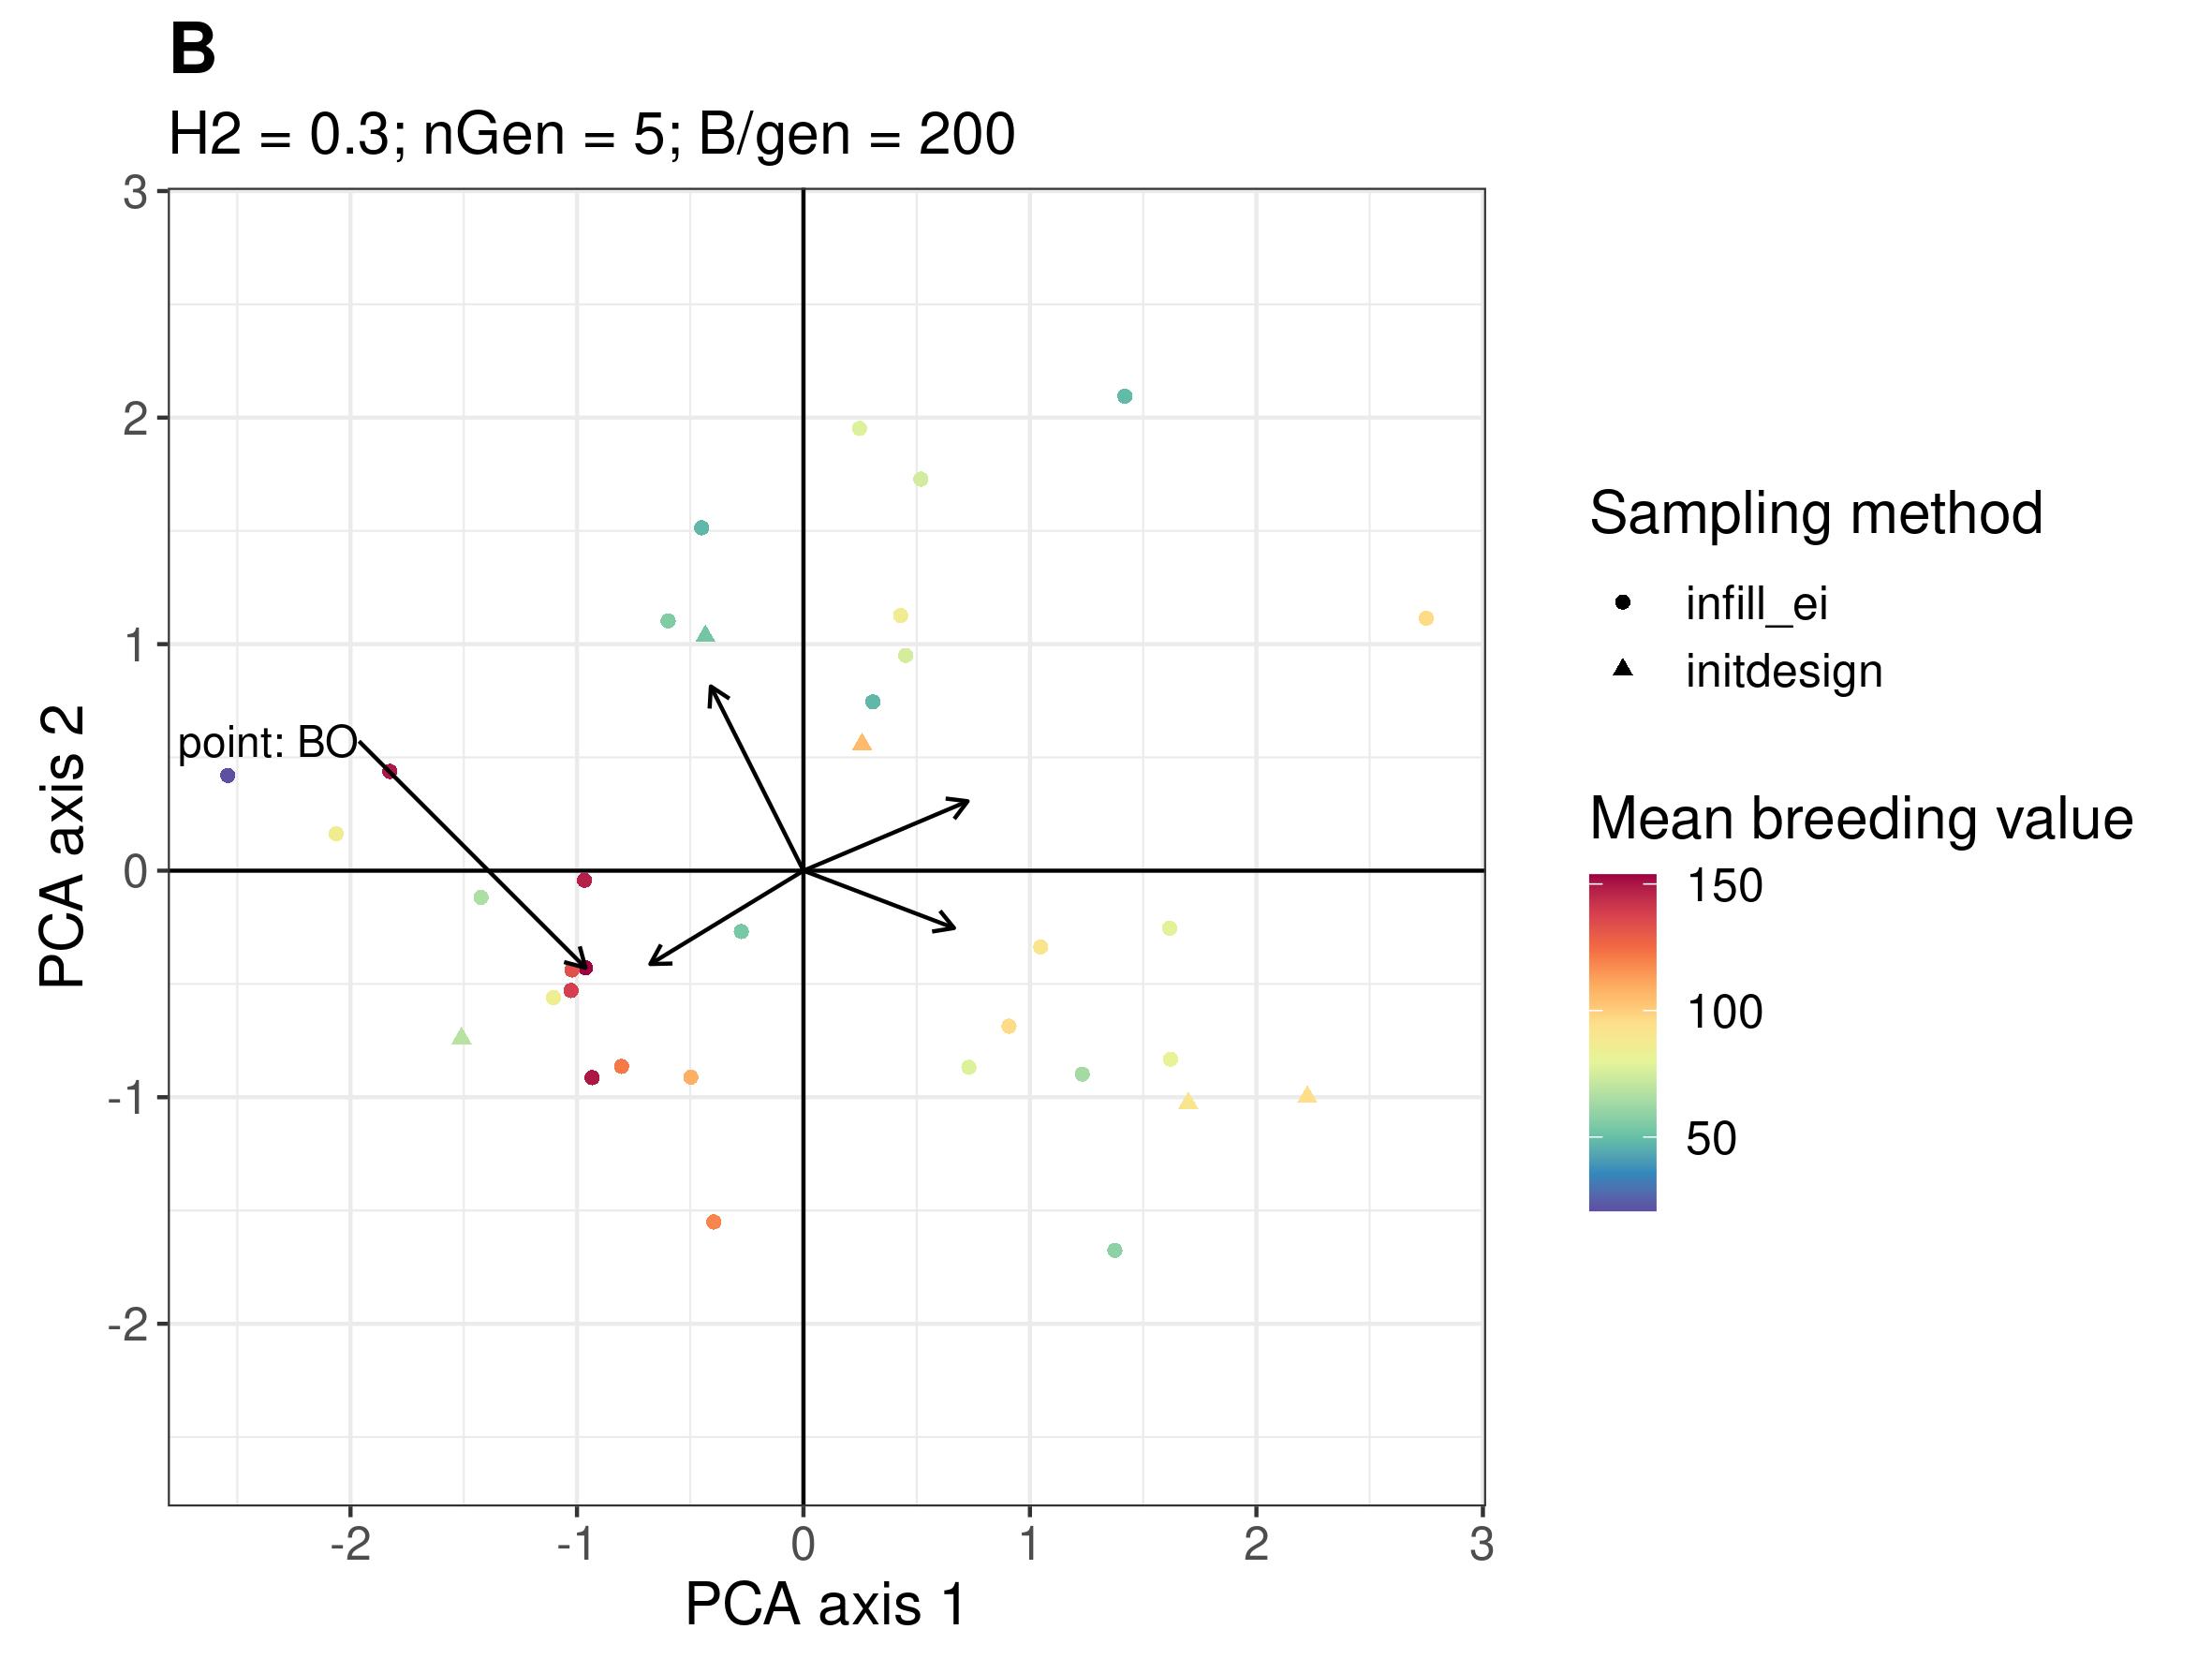 B
H2 = 0.3; nGen = 5; B/gen = 200
3
2
1
0
-1
-2
PCA axis 2
point: BO
-2
-1
0
1
2
3
PCA axis 1
Sampling method
infill_ei
initdesign
Mean breeding value
150
100
50